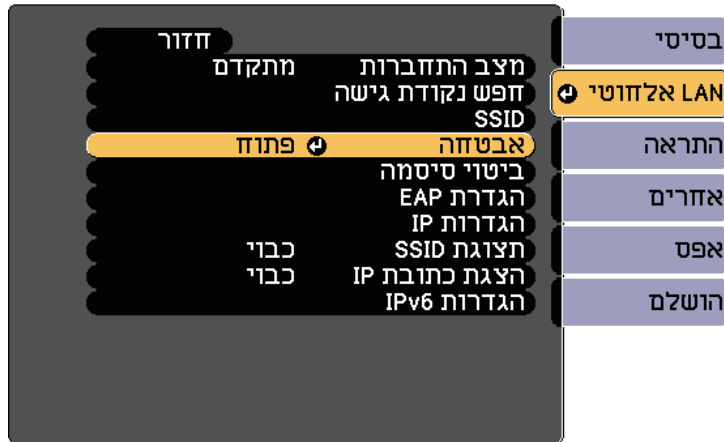 בסיסי
LAN אלחוטי
התראה
אחרים
אפס
הושלם
חזור
מצב התחברות מתקדם
חפש נקודת גישה
SSID
אבטחה פתוח
ביטוי סיסמה
הגדרת EAP
הגדרות IP
תצוגת SSID כבוי
הצגת כתובת IP כבוי
הגדרות IPv6